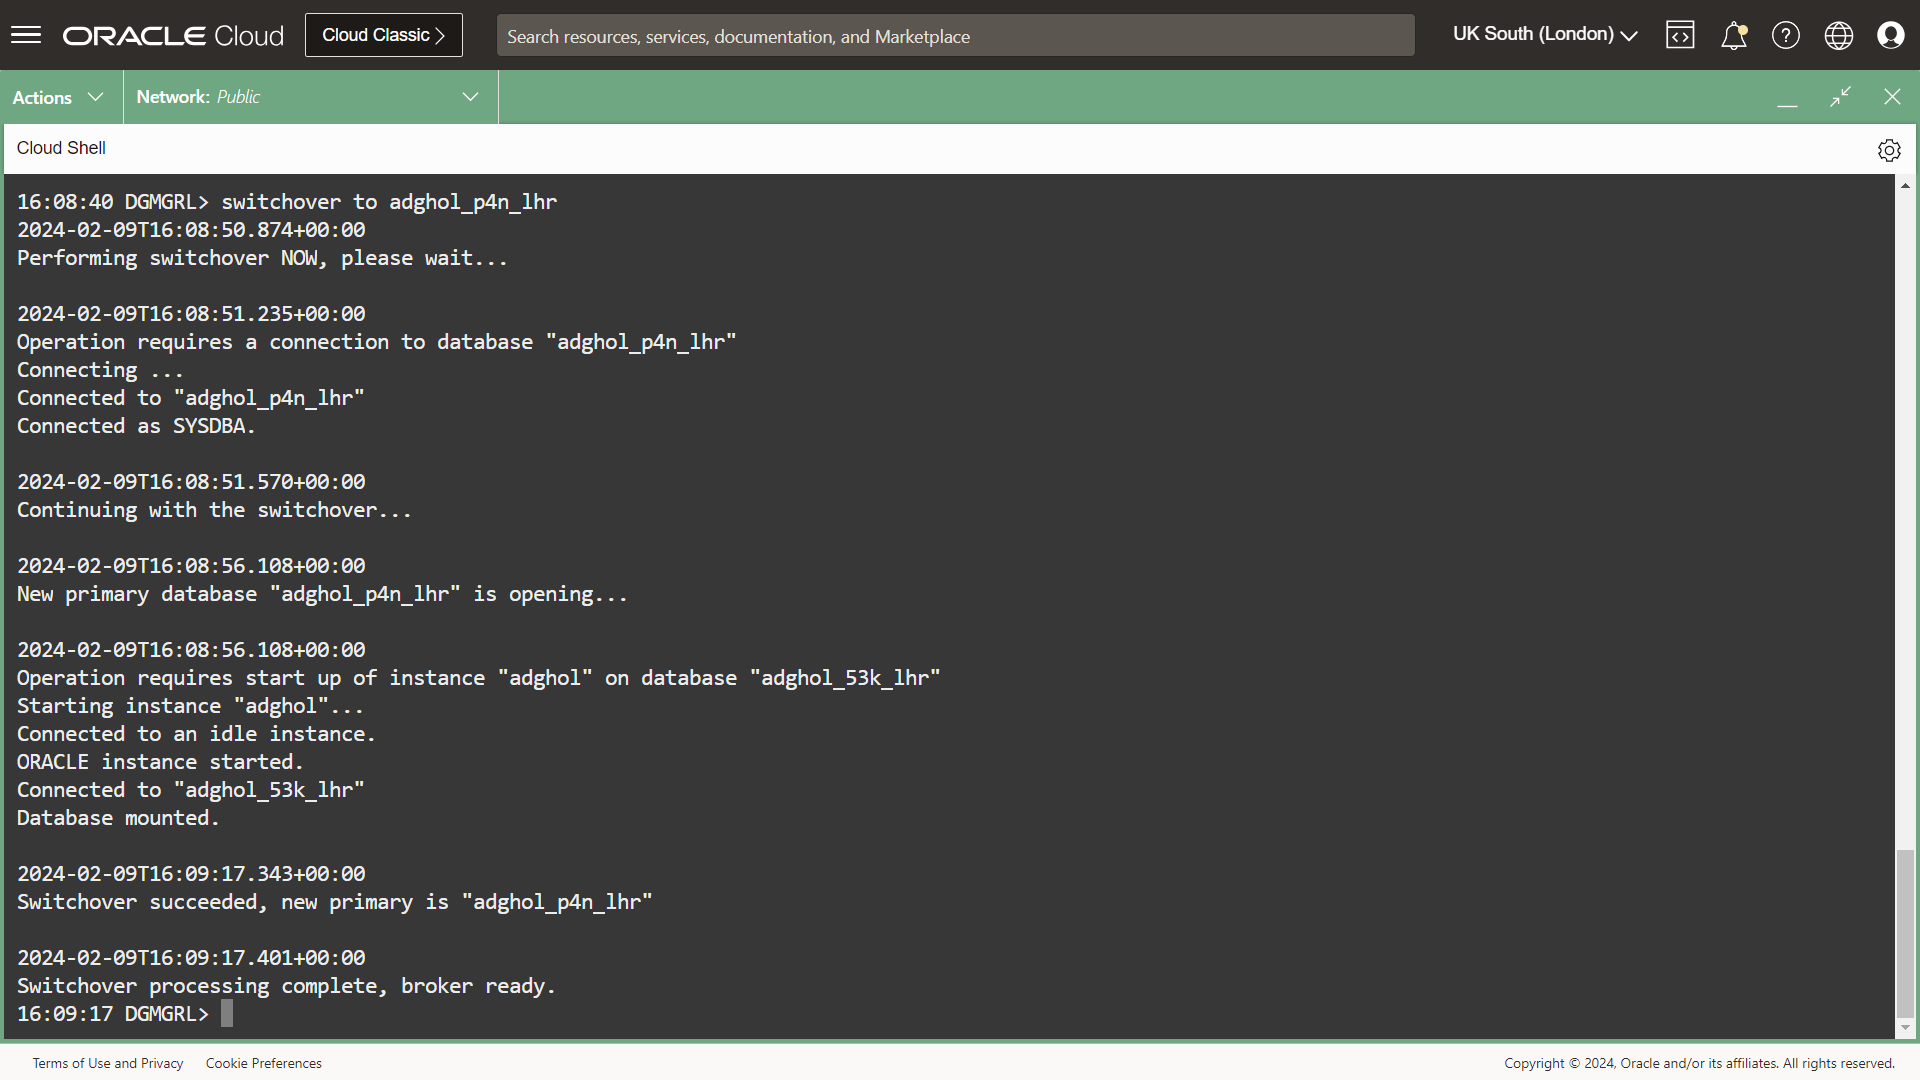 ORACLE Cloud
Cloud Classic
Search resources, services, documentation, and Marketplace
UK South (London)
Actions
Network: Public
Cloud Shell
16:08:40 DGMGRL> switchover to adghol_p4n_lhr
2024-02-09T16:08:50.874+00:00
Performing switchover NOW, please wait...
2024-02-09T16:08:51.235+00:00
Operation requires a connection to database "adghol_p4n_lhr"
Connecting ...
Connected to "adghol_p4n_lhr"
Connected as SYSDBA.
2024-02-09T16:08:51.570+00:00
Continuing with the switchover...
2024-02-09T16:08:56.108+00:00
New primary database "adghol_p4n_lhr" is opening...
2024-02-09T16:08:56.108+00:00
Operation requires start up of instance "adghol" on database "adghol_53k_lhr"
Starting instance "adghol"...
Connected to an idle instance.
ORACLE instance started.
Connected to "adghol_53k_lhr"
Database mounted.
2024-02-09T16:09:17.343+00:00
Switchover succeeded, new primary is "adghol_p4n_lhr"
2024-02-09T16:09:17.401+00:00
Switchover processing complete, broker ready.
16:09:17 DGMGRL>
Terms of Use and Privacy
Cookie Preferences
Copyright © 2024, Oracle and/or its affiliates. All rights reserved.